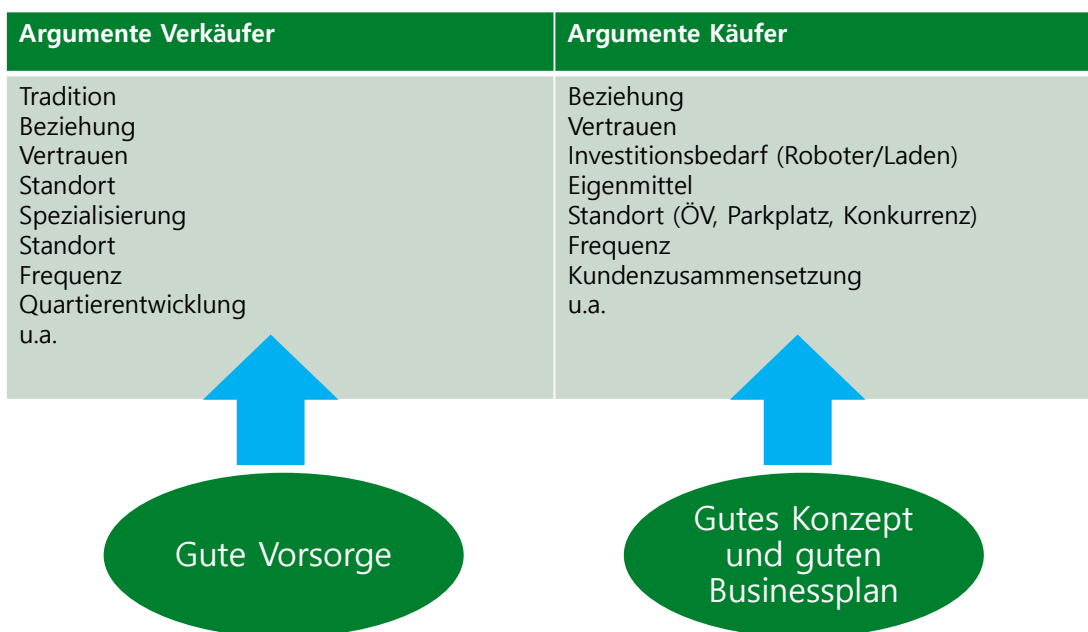 Argumente Verkäufer
Argumente Käufer
Tradition
Beziehung
Vertrauen
Standort
Spezialisierung
Standort
Frequenz
Quartierentwicklung
u.a.
Beziehung
Vertrauen
Investitionsbedarf (Roboter/Laden)
Eigenmittel
Standort (ÖV, Parkplatz, Konkurrenz)
Frequenz
Kundenzusammensetzung
u.a.
Gute Vorsorge
Gutes Konzept
und guten
Businessplan